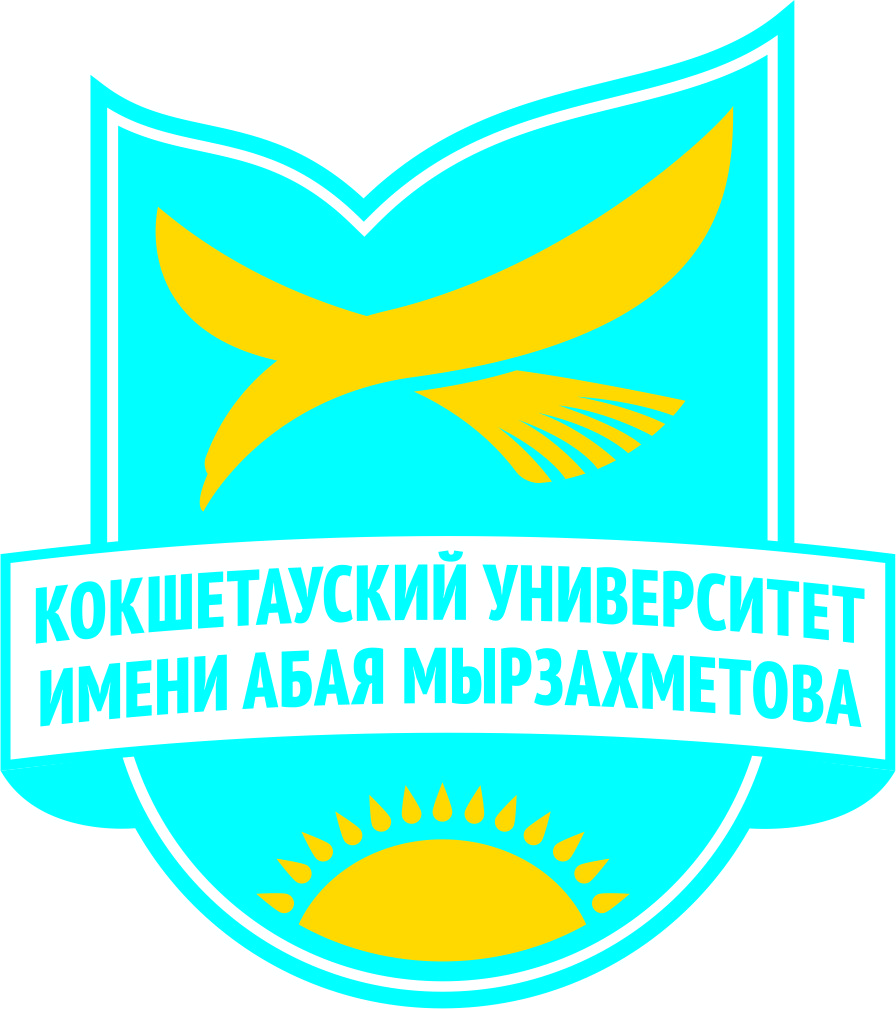 КОКШЕТАУСКИЙ УНИВЕРСИТЕТ
ИМЕНИ АБАЯ МЫРЗАХМЕТОВА